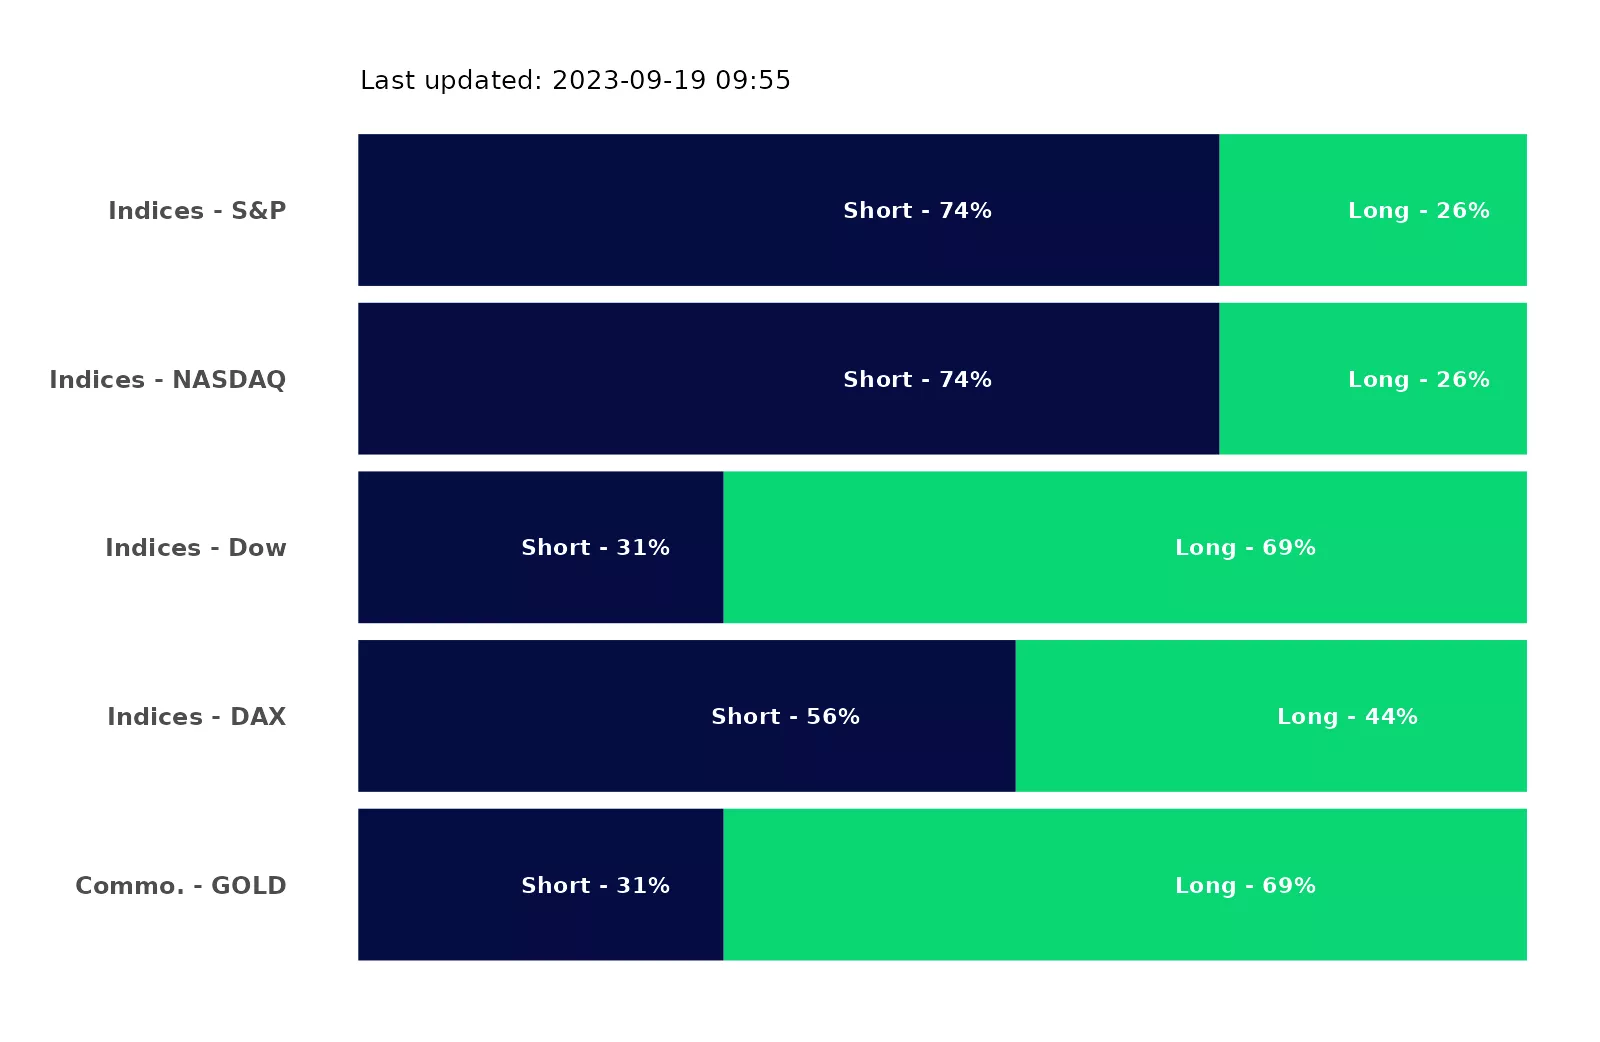 Last updated: 2023-09-19 09:55
Indices - S&P Short - 74% Long - 26%
Indices - NASDAQ Short - 74% Long - 26%
Indices - Dow Short - 31% Long - 69%
Indices - DAX Short - 56% Long - 44%
Commo. - GOLD Short - 31% Long - 69%